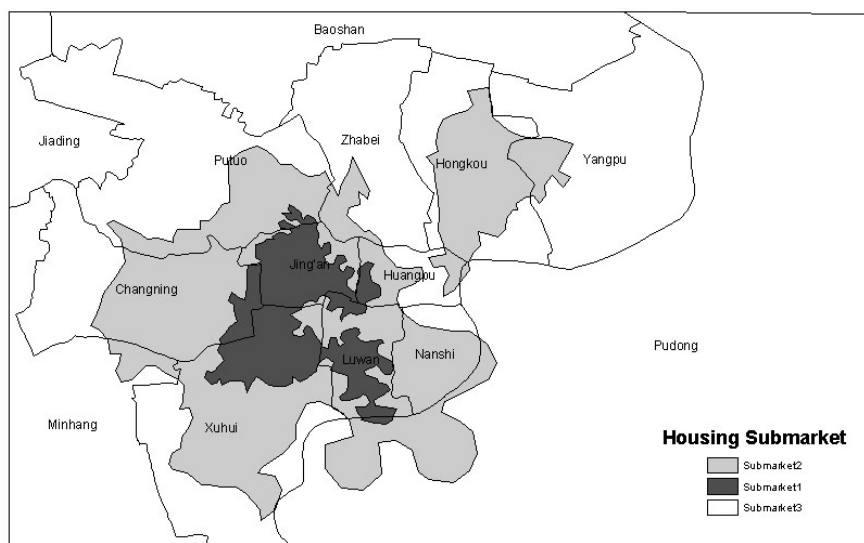 Baoshan
Jiading
Zhabei
Putuo
Hongkou
Yangpu
Jing'an
Huangpu
Changning
Nanshi
Luwan
Pudong
Minhang
Xuhui
Housing Submarket
Submarket2
Submarket1
Submarket3